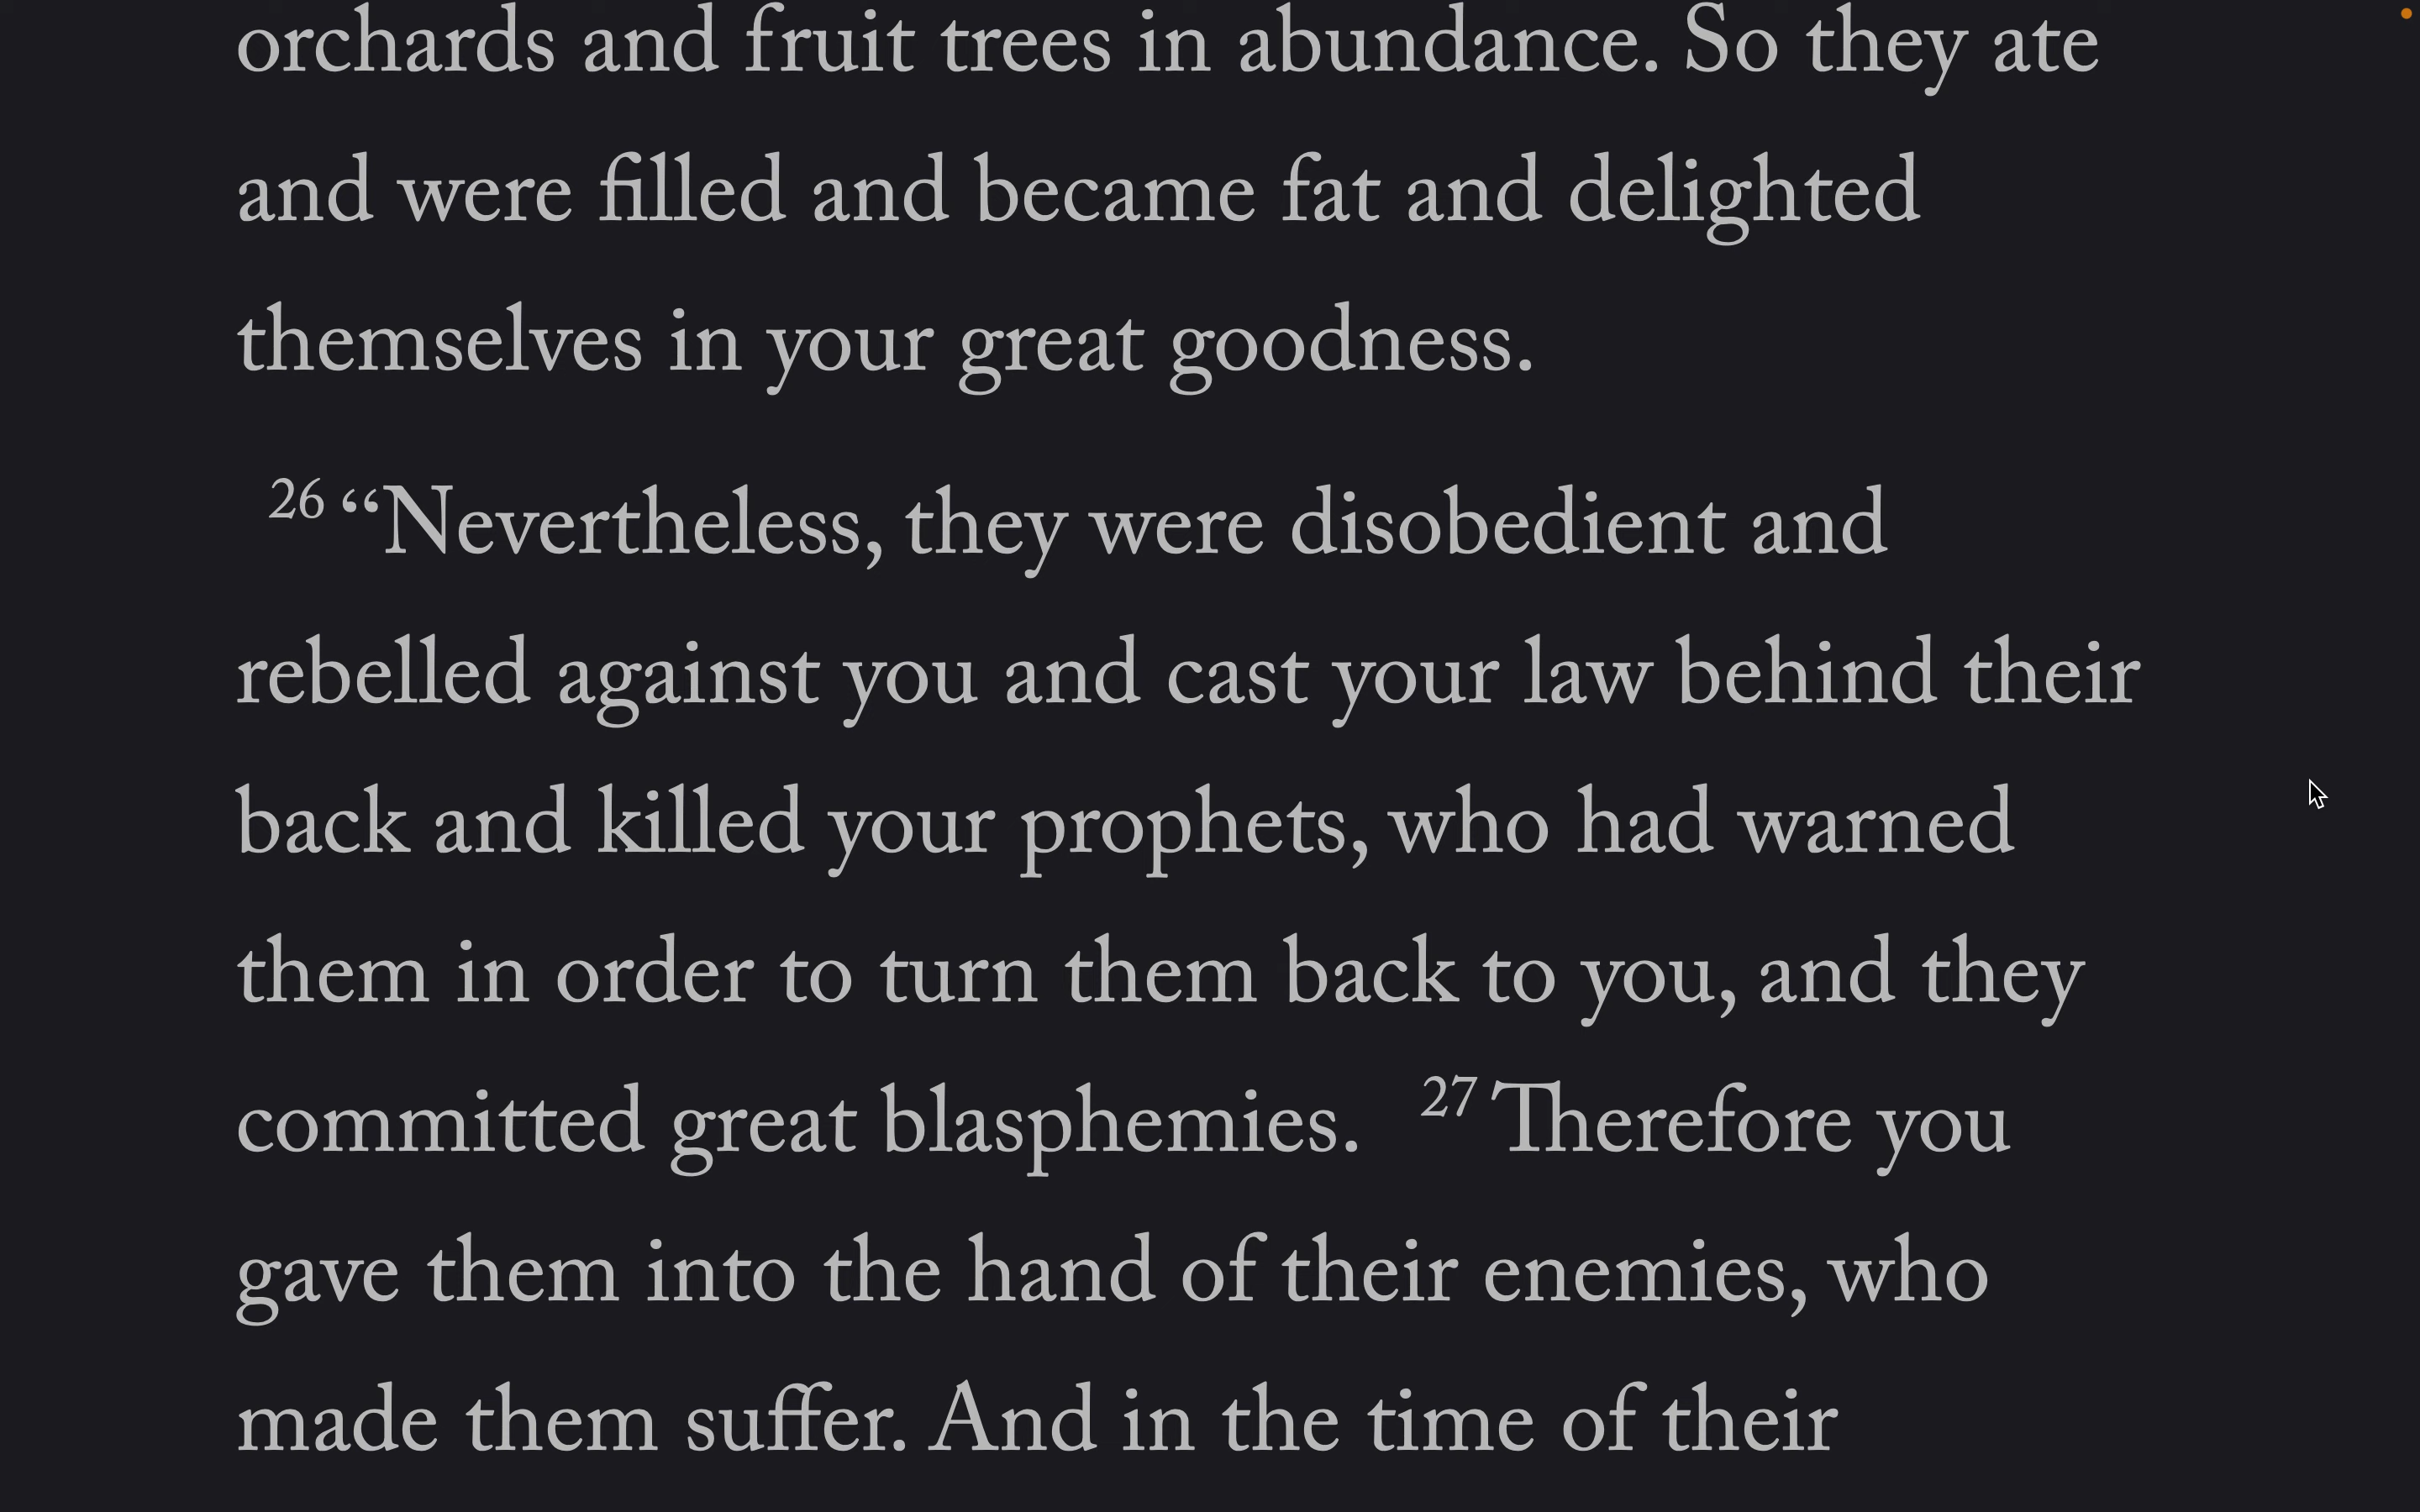 orchards and fruit trees in abundance. So they ate
and were filled and became fat and delighted
themselves in your great goodness.
26 “Nevertheless, they were disobedient and
rebelled against you and cast your law behind their
back and killed your prophets, who had warned
them in order to turn them back to you, and they
committed great blasphemies. 27 Therefore you
gave them into the hand of their enemies, who
made them suffer. And in the time of their